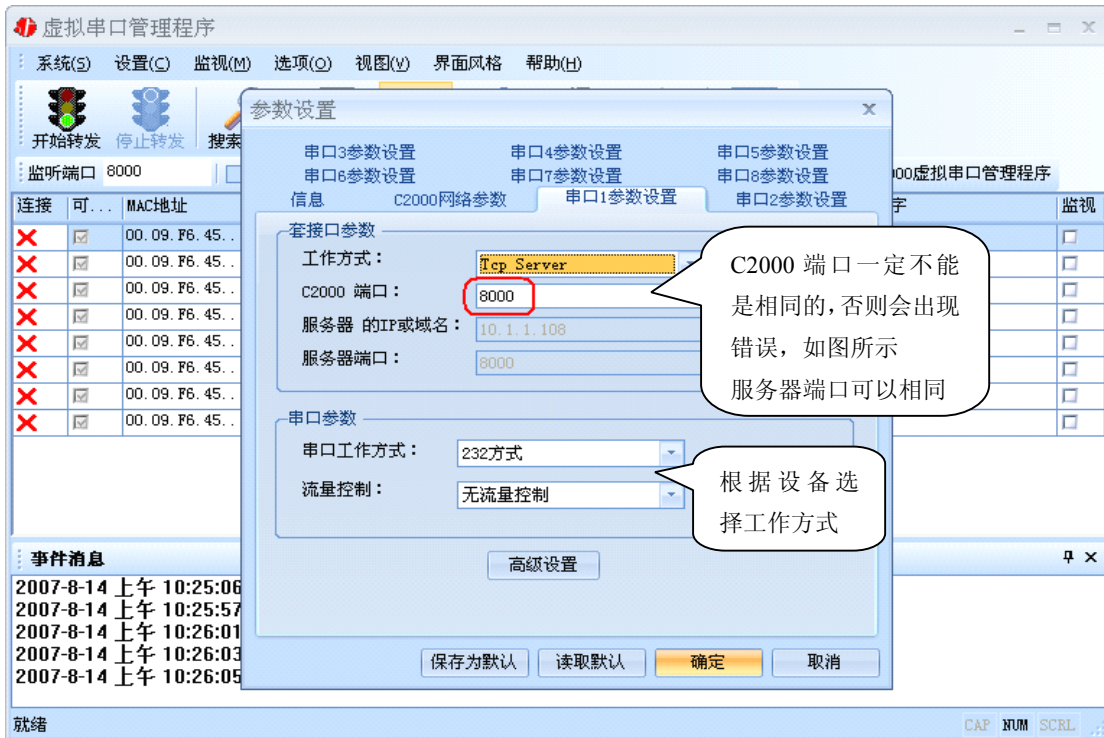 虚拟串口管理程序
系统(S) 设置(C) 监视(M) 选项(O) 视图(V) 界面风格 帮助(H)
开始转发 停止转发 搜索
监听端口 8000
000虚拟串口管理程序
连接 可... MAC地址 字 监视
00.09.F6.45..
00.09.F6.45..
00.09.F6.45..
00.09.F6.45..
00.09.F6.45..
00.09.F6.45..
00.09.F6.45..
00.09.F6.45..
参数设置
串口3参数设置 串口4参数设置 串口5参数设置
串口6参数设置 串口7参数设置 串口8参数设置
信息 C2000网络参数 串口1参数设置 串口2参数设置
套接口参数
工作方式： Tcp Server
C2000 端口： 8000
服务器 的IP或域名： 10.1.1.108
服务器端口： 8000
C2000 端口一定不能
是相同的，否则会出现
错误，如图所示
服务器端口可以相同
串口参数
串口工作方式： 232方式
流量控制： 无流量控制
根据设备选
择工作方式
高级设置
保存为默认 读取默认 确定 取消
事件消息
2007-8-14 上午 10:25:06
2007-8-14 上午 10:25:57
2007-8-14 上午 10:26:01
2007-8-14 上午 10:26:03
2007-8-14 上午 10:26:05
就绪 CAP NUM SCRL